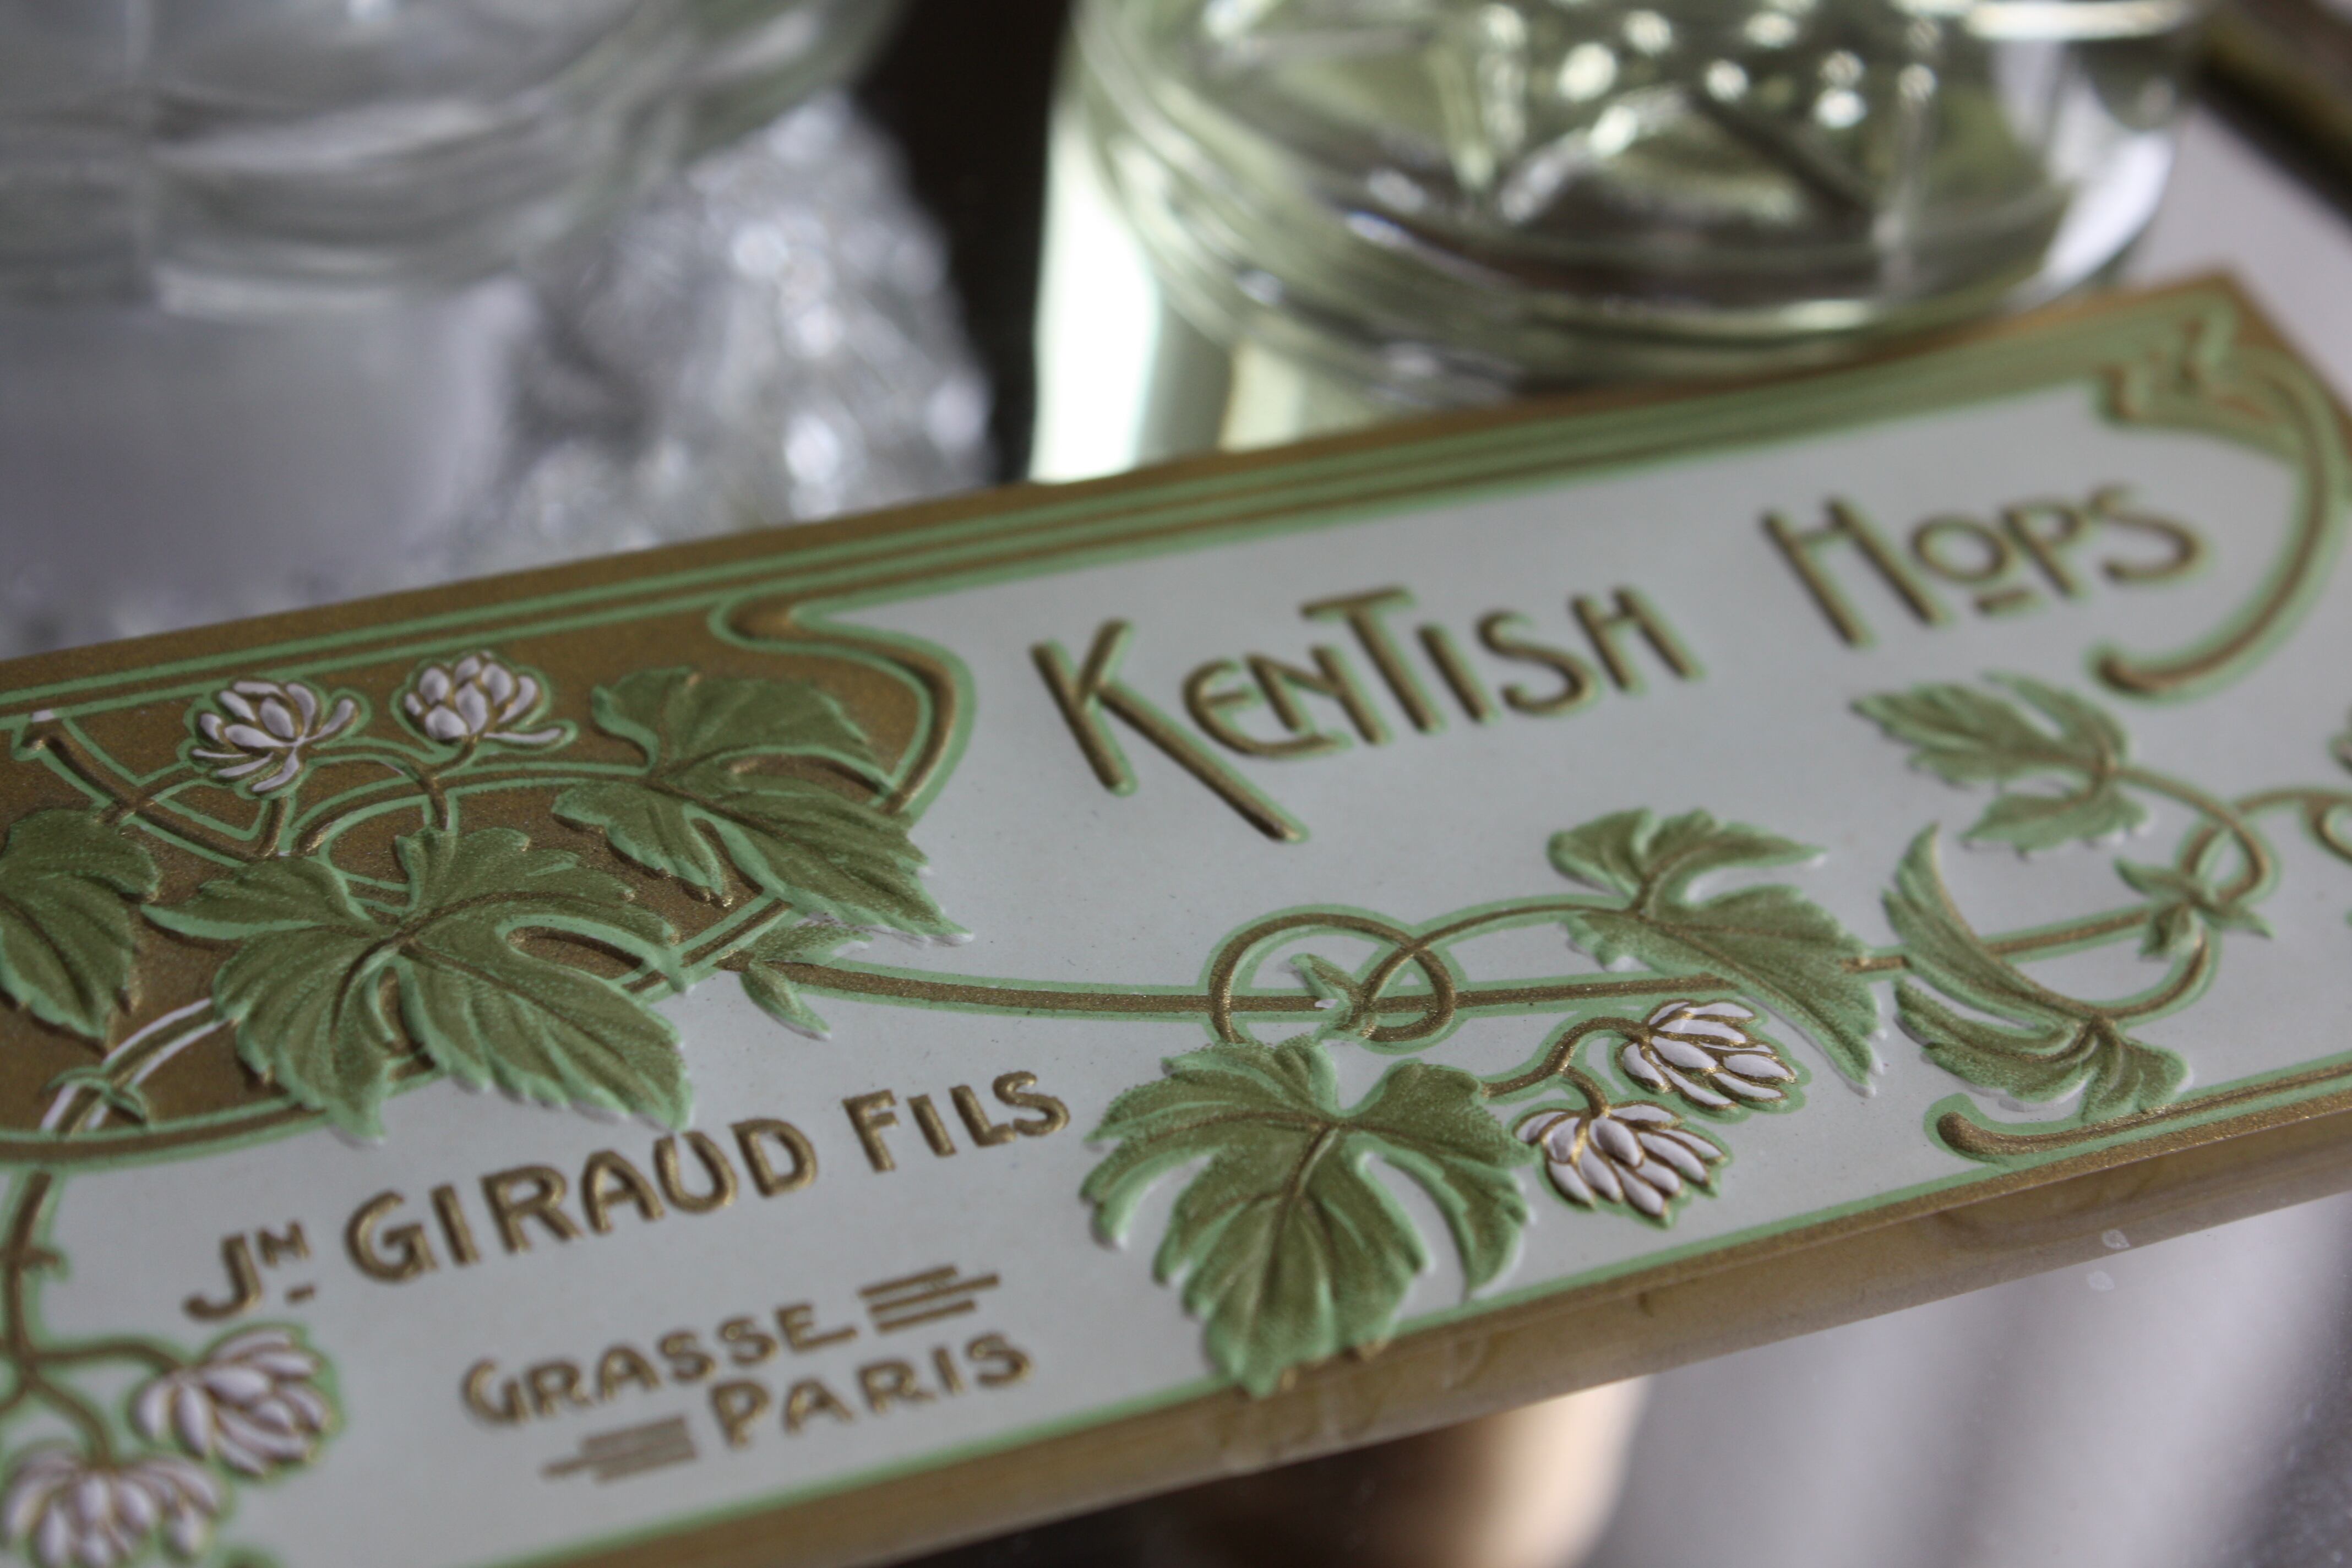 KENTISH HOPS
JN GIRAUD FILS
GRASSE
PARIS